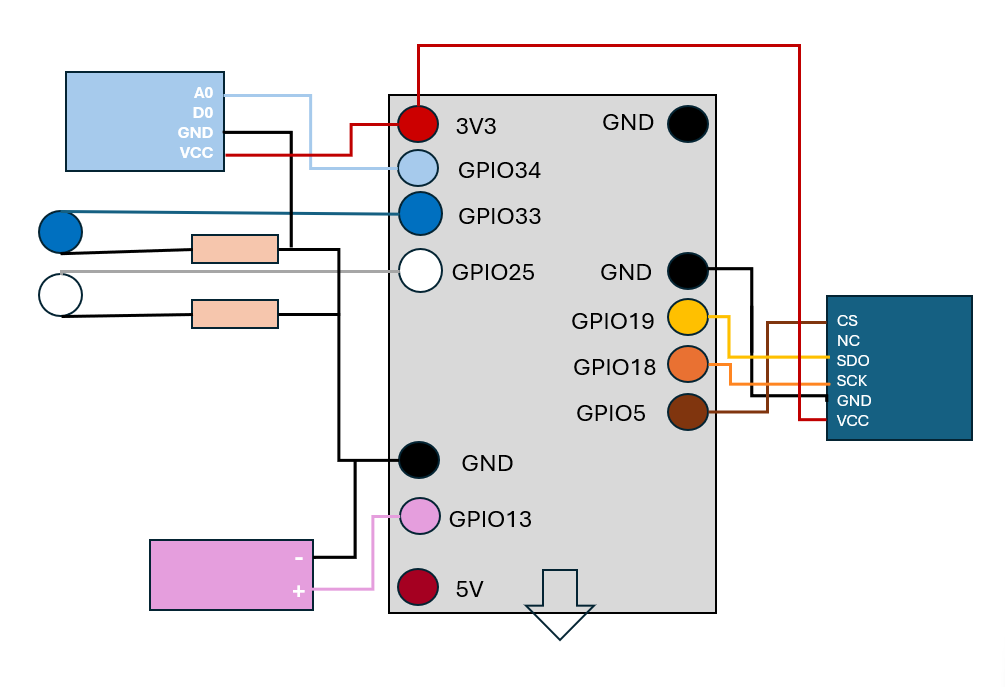 A0
D0
GND
VCC
3V3
GPIO34
GPIO33
GPIO25
GND
GPIO13
5V
-
+
GND
GND
GPIO19
GPIO18
GPIO5
CS
NC
SDO
SCK
GND
VCC